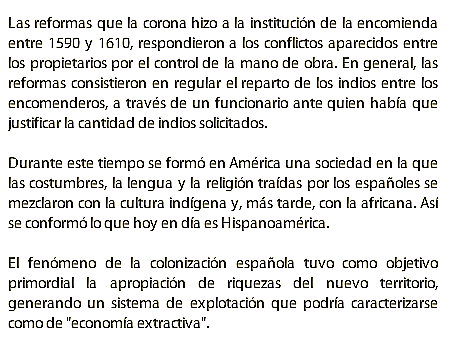 Las reformas que la corona hizo a la institución de la encomienda
entre 1590 y 1610, respondieron a los conflictos aparecidos entre
los propietarios por el control de la mano de obra. En general, las
reformas consistieron en regular el reparto de los indios entre los
encomenderos, a través de un funcionario ante quien había que
justificar la cantidad de indios solicitados.

Durante este tiempo se formó en América una sociedad en la que
las costumbres, la lengua y la religión traídas por los españoles se
mezclaron con la cultura indígena y, más tarde, con la africana. Así
se conformó lo que hoy en día es Hispanoamérica.

El fenómeno de la colonización española tuvo como objetivo
primordial la apropiación de riquezas del nuevo territorio,
generando un sistema de explotación que podría caracterizarse
como de "economía extractiva".